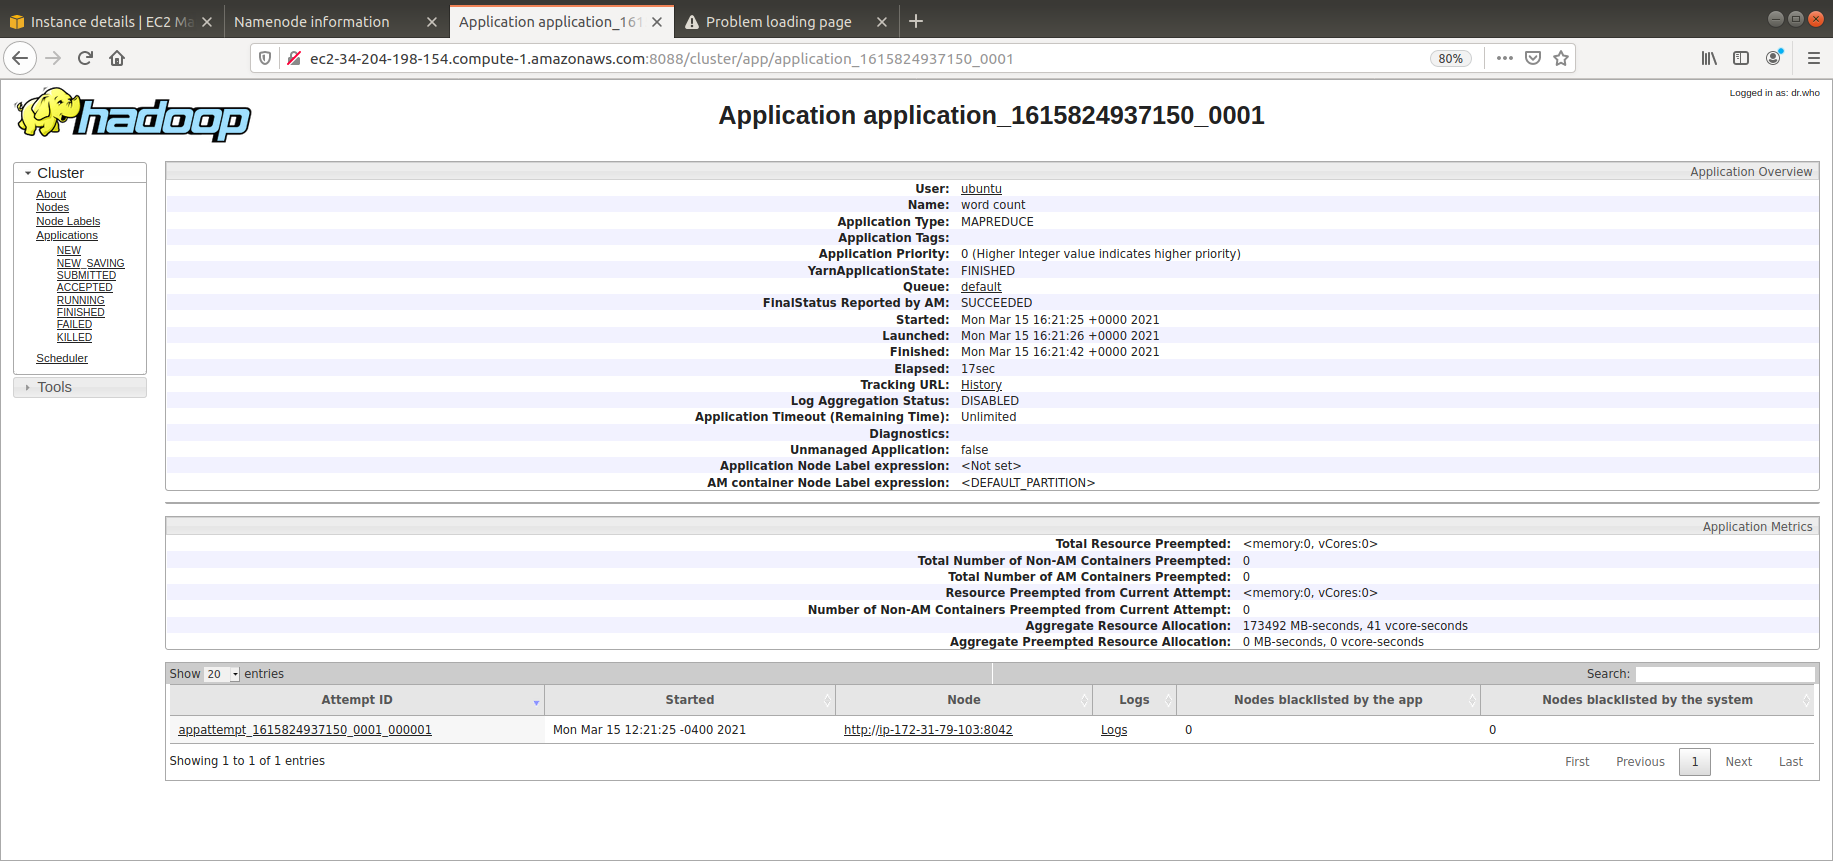 Instance details | EC2 Ma
Namenode information
Application application_161
Problem loading page
ec2-34-204-198-154.compute-1.amazonaws.com:8088/cluster/app/application_1615824937150_0001
80%
hadoop
Application application_1615824937150_0001
Logged in as: dr.who
Cluster
About
Nodes
Node Labels
Applications
NEW
NEW_SAVING
SUBMITTED
ACCEPTED
RUNNING
FINISHED
FAILED
KILLED
Scheduler
Tools
Application Overview
User: ubuntu
Name: word count
Application Type: MAPREDUCE
Application Tags:
Application Priority: 0 (Higher Integer value indicates higher priority)
YarnApplicationState: FINISHED
Queue: default
FinalStatus Reported by AM: SUCCEEDED
Started: Mon Mar 15 16:21:25 +0000 2021
Launched: Mon Mar 15 16:21:26 +0000 2021
Finished: Mon Mar 15 16:21:42 +0000 2021
Elapsed: 17sec
Tracking URL: History
Log Aggregation Status: DISABLED
Application Timeout (Remaining Time): Unlimited
Diagnostics:
Unmanaged Application: false
Application Node Label expression: <Not set>
AM container Node Label expression: <DEFAULT_PARTITION>
Application Metrics
Total Resource Preempted: <memory:0, vCores:0>
Total Number of Non-AM Containers Preempted: 0
Total Number of AM Containers Preempted: 0
Resource Preempted from Current Attempt: <memory:0, vCores:0>
Number of Non-AM Containers Preempted from Current Attempt: 0
Aggregate Resource Allocation: 173492 MB-seconds, 41 vcore-seconds
Aggregate Preempted Resource Allocation: 0 MB-seconds, 0 vcore-seconds
Show 20 entries
Search:
Attempt ID Started Node Logs Nodes blacklisted by the app Nodes blacklisted by the system
appattempt_1615824937150_0001_000001 Mon Mar 15 12:21:25 -0400 2021 http://ip-172-31-79-103:8042 Logs 0 0
Showing 1 to 1 of 1 entries
First Previous 1 Next Last